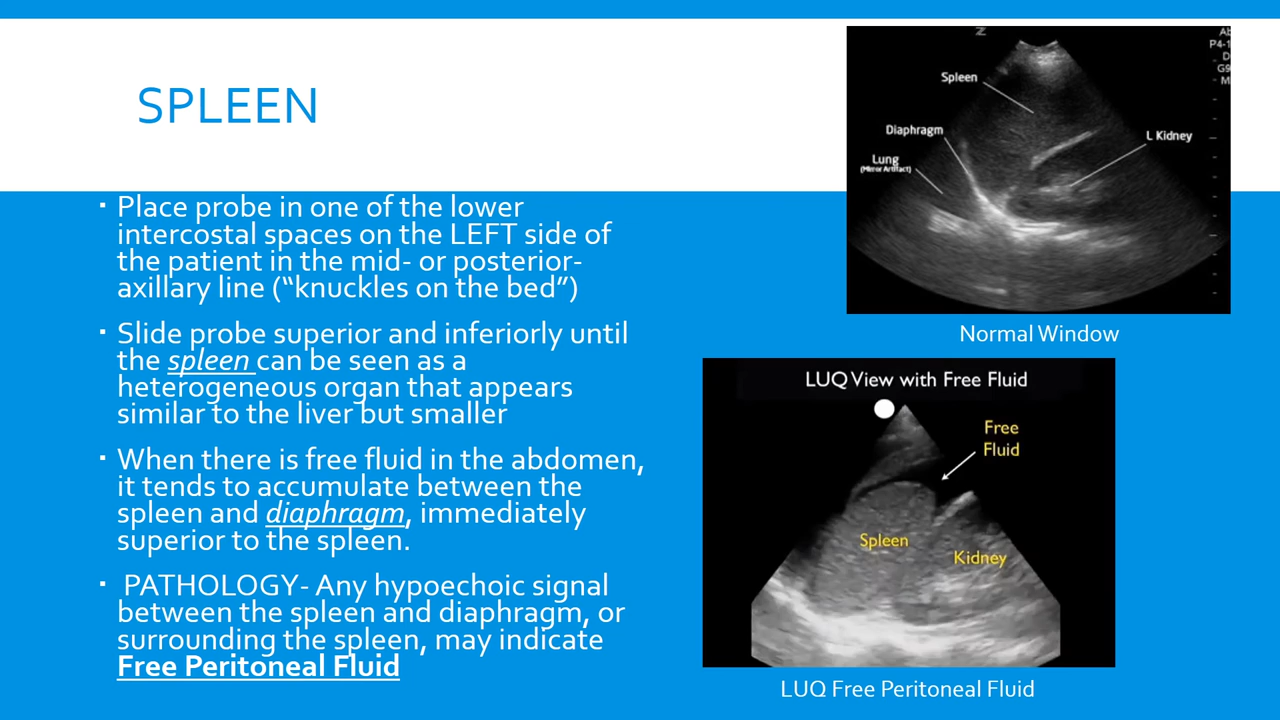 SPLEEN
▪ Place probe in one of the lower
intercostal spaces on the LEFT side of
the patient in the mid- or posterior-
axillary line (“knuckles on the bed”)
▪ Slide probe superior and inferiorly until
the spleen can be seen as a
heterogeneous organ that appears
similar to the liver but smaller
▪ When there is free fluid in the abdomen,
it tends to accumulate between the
spleen and diaphragm, immediately
superior to the spleen.
▪ PATHOLOGY- Any hypoechoic signal
between the spleen and diaphragm, or
surrounding the spleen, may indicate
Free Peritoneal Fluid
Z
Ab
P4-1
D
G9
M
Spleen
Diaphragm
L Kidney
Lung
(Mirror Artifact)
Normal Window
LUQ View with Free Fluid
Free
Fluid
Spleen
Kidney
LUQ Free Peritoneal Fluid